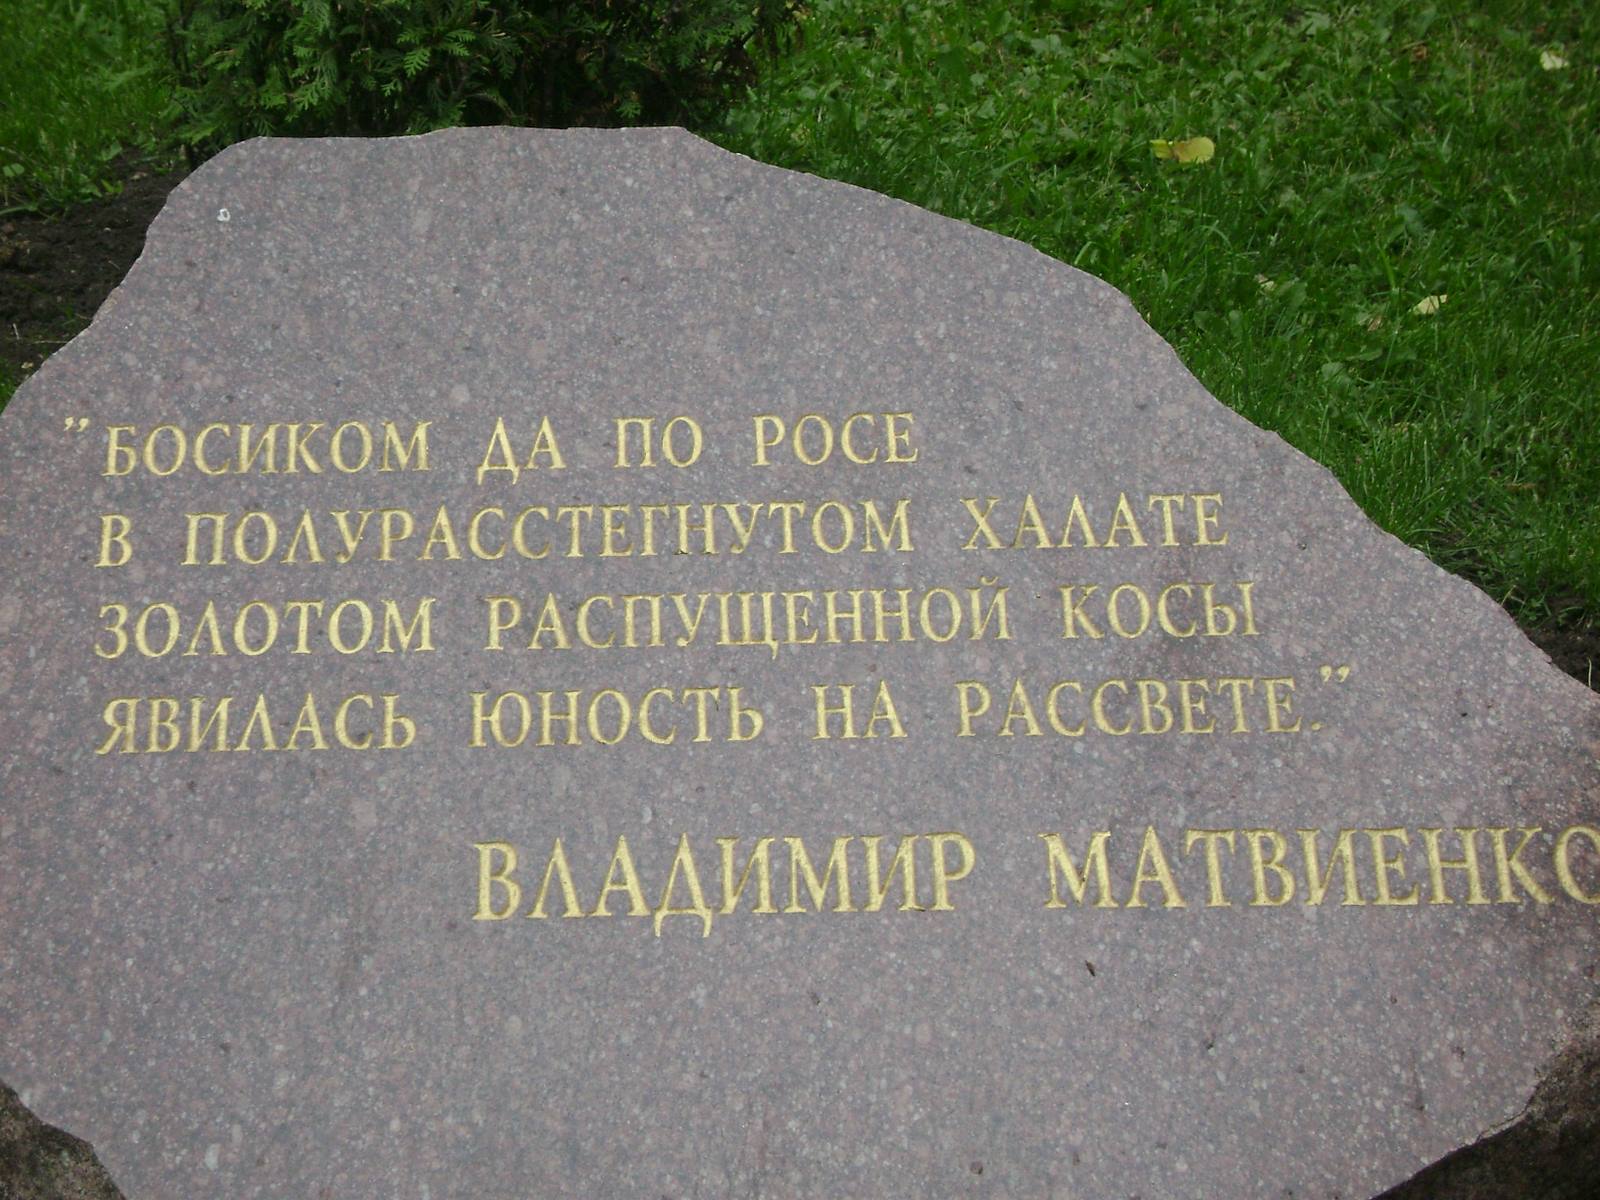 "БОСИКОМ ДА ПО РОСЕ
В ПОЛУРАССТЕГНУТОМ ХАЛАТЕ
ЗОЛОТОМ РАСПУЩЕННОЙ КОСЫ
ЯВИЛАСЬ ЮНОСТЬ НА РАССВЕТЕ."
ВЛАДИМИР МАТВИЕНКО